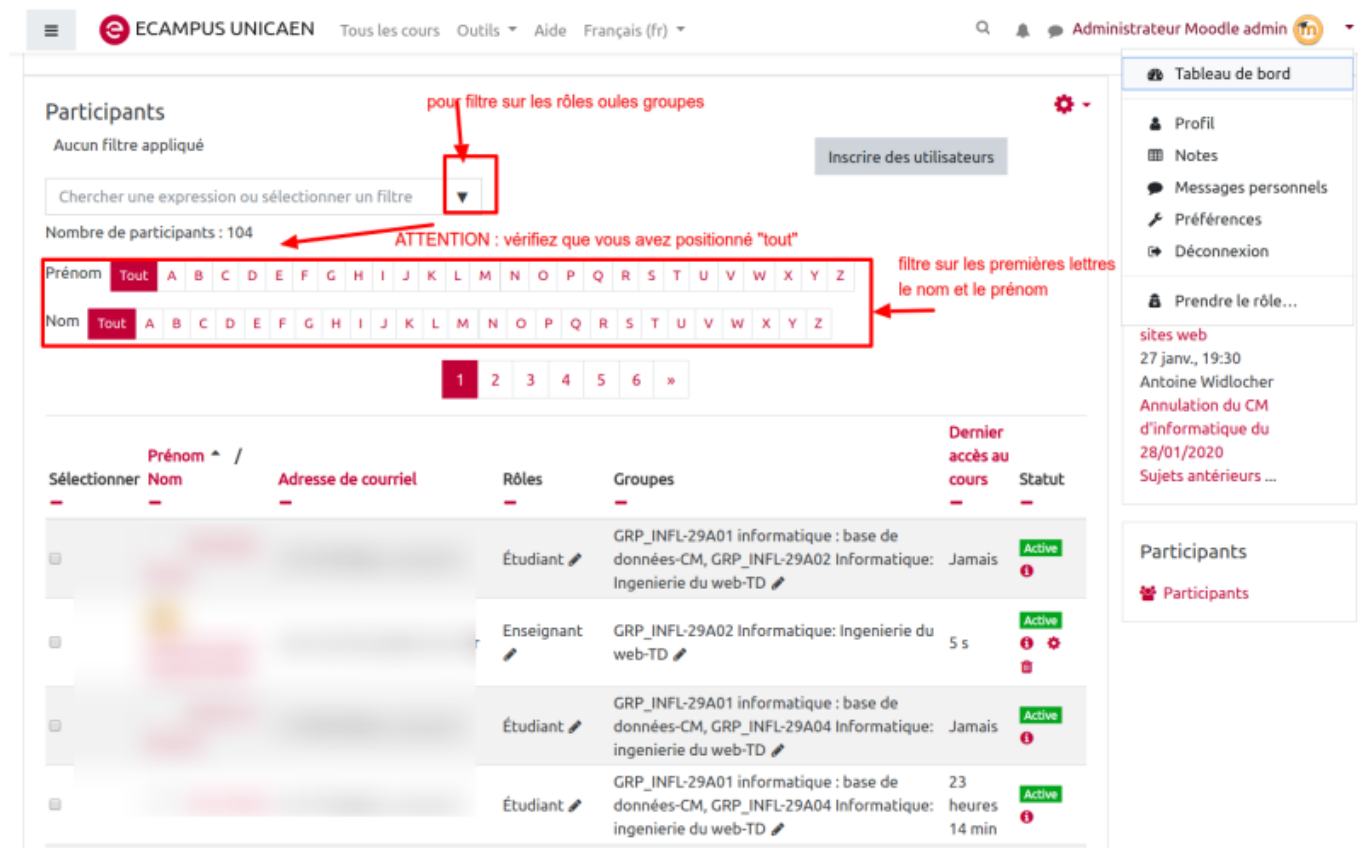 ECAMPUS UNICAEN Tous les cours Outils Aide Français (fr) Administrateur Moodle admin
Tableau de bord
Profil
Notes
Messages personnels
Préférences
Déconnexion
Prendre le rôle...
pour filtre sur les rôles oules groupes
Participants
Aucun filtre appliqué
Inscrire des utilisateurs
Chercher une expression ou sélectionner un filtre ▼
Nombre de participants : 104
ATTENTION : vérifiez que vous avez positionné "tout"
Prénom Tout A B C D E F G H I J K L M N O P Q R S T U V W X Y Z
Nom Tout A B C D E F G H I J K L M N O P Q R S T U V W X Y Z
filtre sur les premières lettres
le nom et le prénom
1 2 3 4 5 6 »
sites web
27 janv., 19:30
Antoine Widlocher
Annulation du CM
d'informatique du
28/01/2020
Sujets antérieurs ...
Participants
Participants
Sélectionner
Prénom /
Nom
Adresse de courriel
Rôles
Groupes
Dernier
accès au
cours
Statut
Étudiant
GRP_INFL-29A01 informatique : base de
données-CM, GRP_INFL-29A02 Informatique:
Ingenierie du web-TD
Jamais
Active
Enseignant
GRP_INFL-29A02 Informatique: Ingenierie du
web-TD
5 s
Active
Étudiant
GRP_INFL-29A01 informatique : base de
données-CM, GRP_INFL-29A04 Informatique:
ingenierie du web-TD
Jamais
Active
Étudiant
GRP_INFL-29A01 informatique : base de
données-CM, GRP_INFL-29A04 Informatique:
ingenierie du web-TD
23
heures
14 min
Active